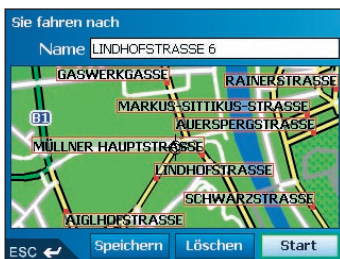 Sie fahren nach
Name LINDHOFSTRASSE 6
GASWERKGASSE
RAINERSTRASSE
MARKUS-SITTIKUS-STRASSE
B1
AUERSPERGSTRASSE
MÜLLNER HAUPTSTRASSE
LINDHOFSTRASSE
SCHWARZSTRASSE
AIGLHOFSTRASSE
ESC Speichern Löschen Start